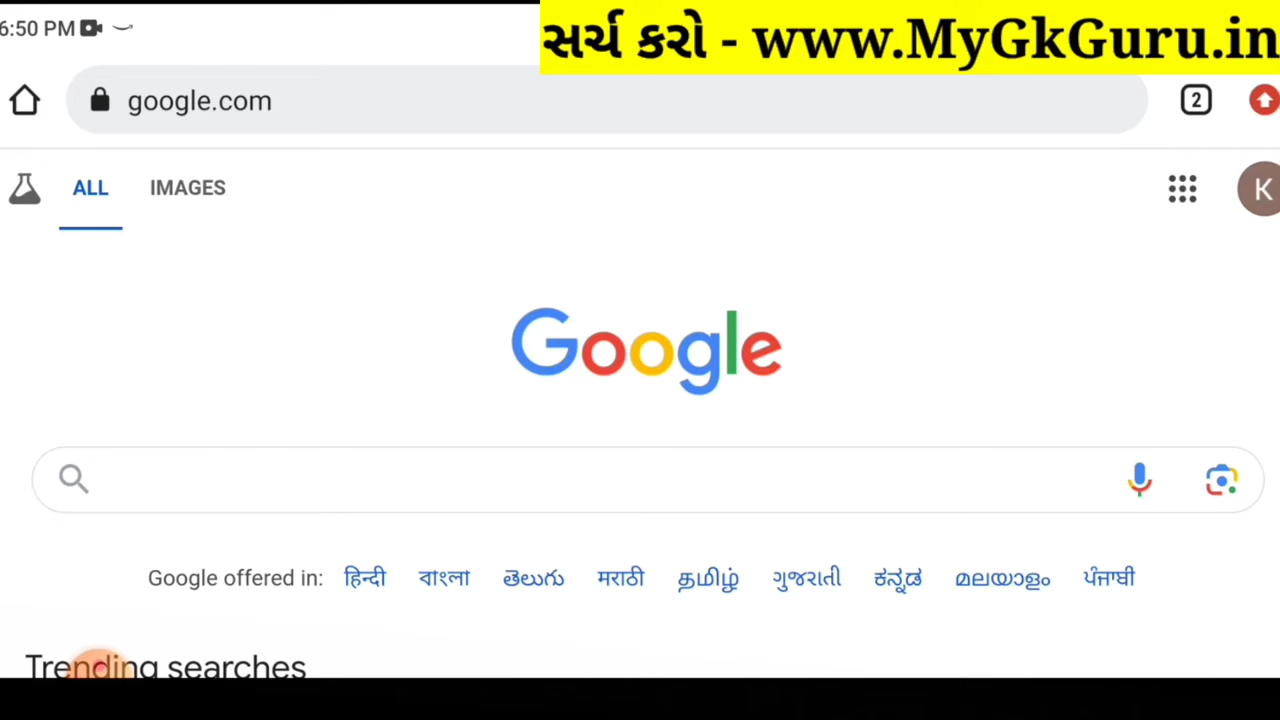 6:50 PM
સર્ચ કરો - www.MyGkGuru.in
google.com
2
ALL IMAGES
K
Google
Google offered in: हिन्दी বাংলা తెలుగు मराठी தமிழ் ગુજરાતી ಕನ್ನಡ മലയാളം ਪੰਜਾਬੀ
Trending searches